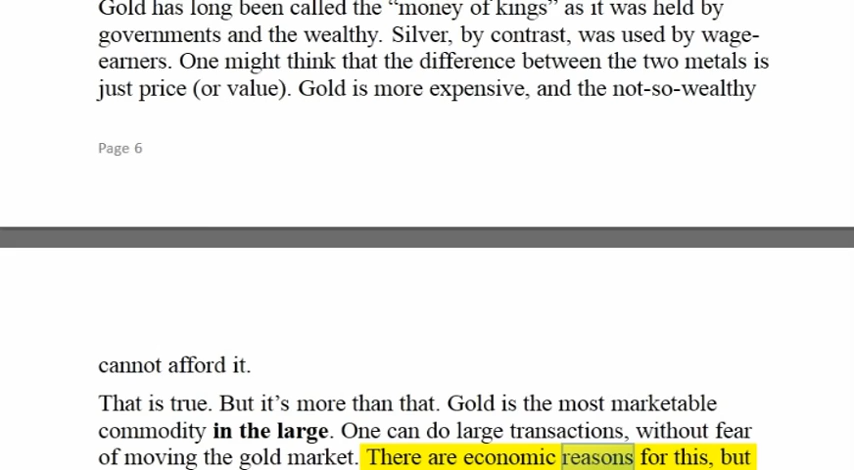 Gold has long been called the “money of kings” as it was held by
governments and the wealthy. Silver, by contrast, was used by wage-
earners. One might think that the difference between the two metals is
just price (or value). Gold is more expensive, and the not-so-wealthy
Page 6
cannot afford it.
That is true. But it’s more than that. Gold is the most marketable
commodity in the large. One can do large transactions, without fear
of moving the gold market. There are economic reasons for this, but